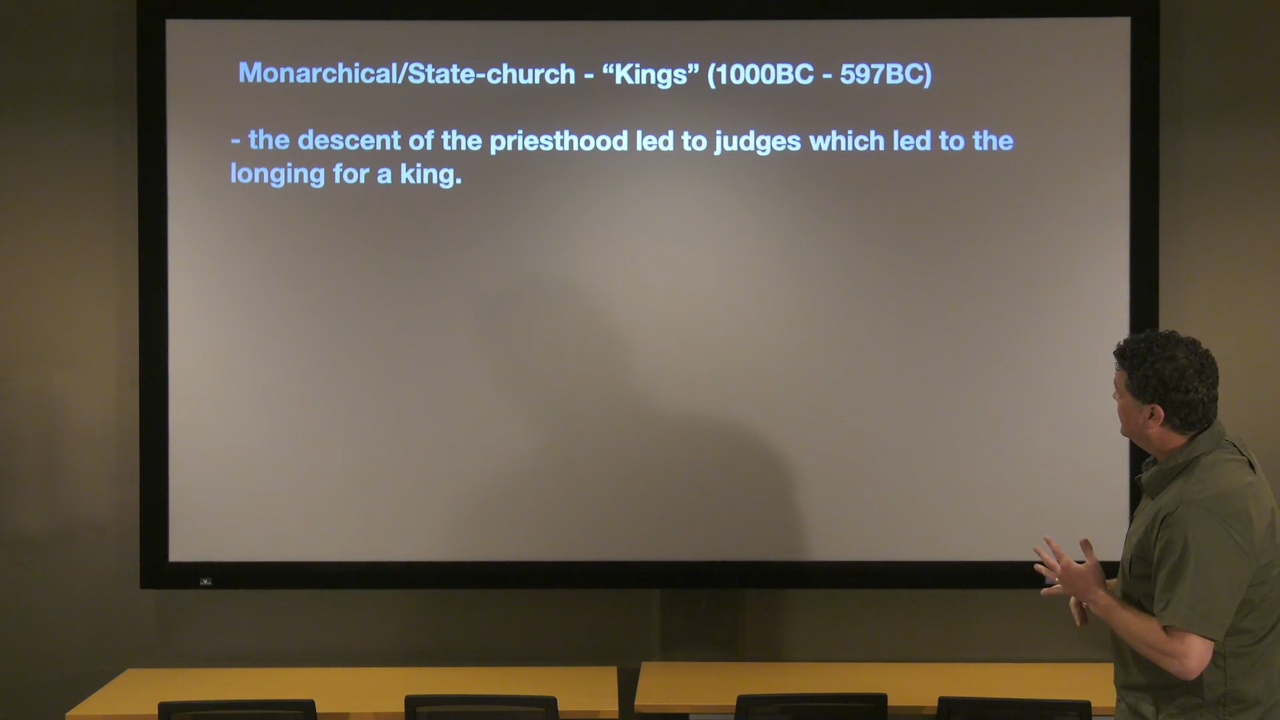 Monarchical/State-church - “Kings” (1000BC - 597BC)
- the descent of the priesthood led to judges which led to the
longing for a king.